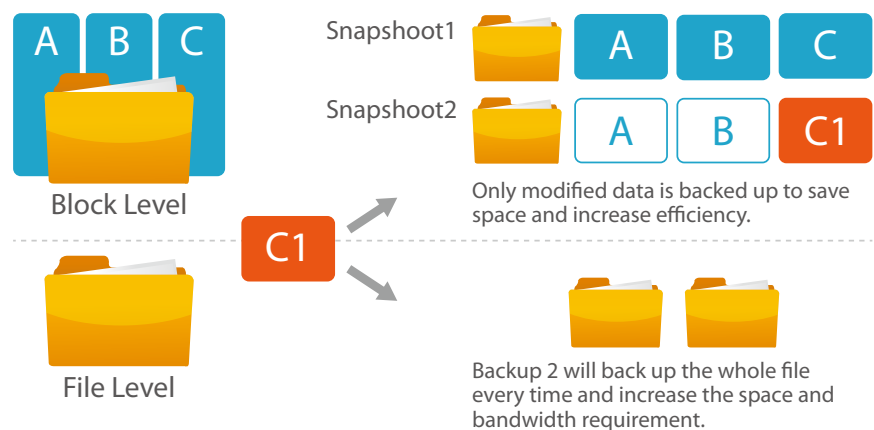 A B C
Block Level
Snapshoot1
A B C
Snapshoot2
A B C1
Only modified data is backed up to save
space and increase efficiency.
C1
File Level
Backup 2 will back up the whole file
every time and increase the space and
bandwidth requirement.